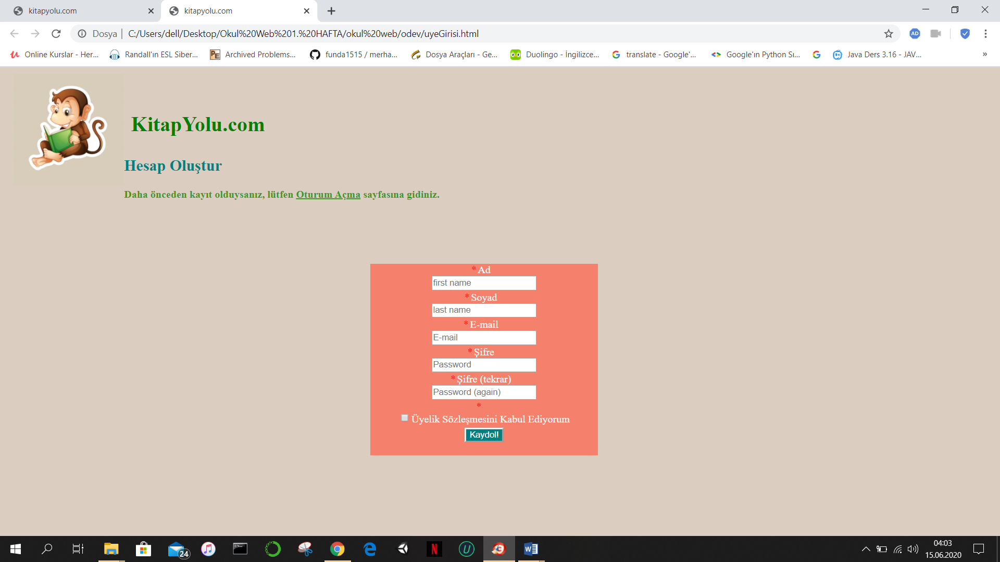 kitapyolu.com
kitapyolu.com
Dosya | C:/Users/dell/Desktop/Okul%20Web%201.%20HAFTA/okul%20web/odev/uyeGirisi.html
AD
Online Kurslar - Her...
Randall'ın ESL Siber...
PE Archived Problems...
funda1515 / merha...
Dosya Araçları - Ge...
Duolingo - İngilizce...
translate - Google'...
Google'ın Python Sı...
Java Ders 3.16 - JAV...
»
KitapYolu.com
Hesap Oluştur
Daha önceden kayıt olduysanız, lütfen Oturum Açma sayfasına gidiniz.
*Ad
first name
*Soyad
last name
*E-mail
E-mail
*Şifre
Password
*Şifre (tekrar)
Password (again)
*
Üyelik Sözleşmesini Kabul Ediyorum
Kaydol!
24
04:03
15.06.2020